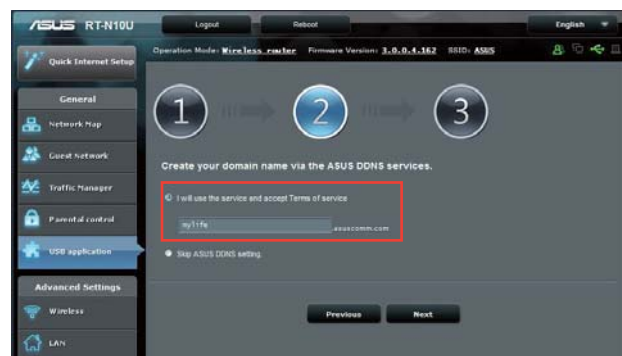 ASUS RT-N10U
Logout
Reboot
English
Quick Internet Setup
Operation Mode: Wireless router Firmware Version: 3.0.0.4.162 SSID: ASUS
General
Network Map
Guest Network
Traffic Manager
Parental control
USB application
Advanced Settings
Wireless
LAN
1
2
3
Create your domain name via the ASUS DDNS services.
I will use the service and accept Terms of service
mylife .asuscomm.com
Skip ASUS DDNS setting.
Previous
Next